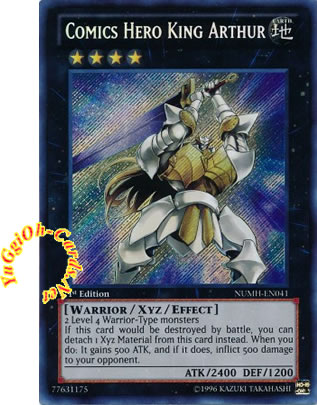 COMICS HERO KING ARTHUR
EARTH
地
YuGgiOh-Cards.Net
1st Edition
NUMH-EN041
[WARRIOR / XYZ / EFFECT]
2 Level 4 Warrior-Type monsters
If this card would be destroyed by battle, you can
detach 1 Xyz Material from this card instead. When you
do: It gains 500 ATK, and if it does, inflict 500 damage
to your opponent.
ATK/2400 DEF/1200
77631175
©1996 KAZUKI TAKAHASHI